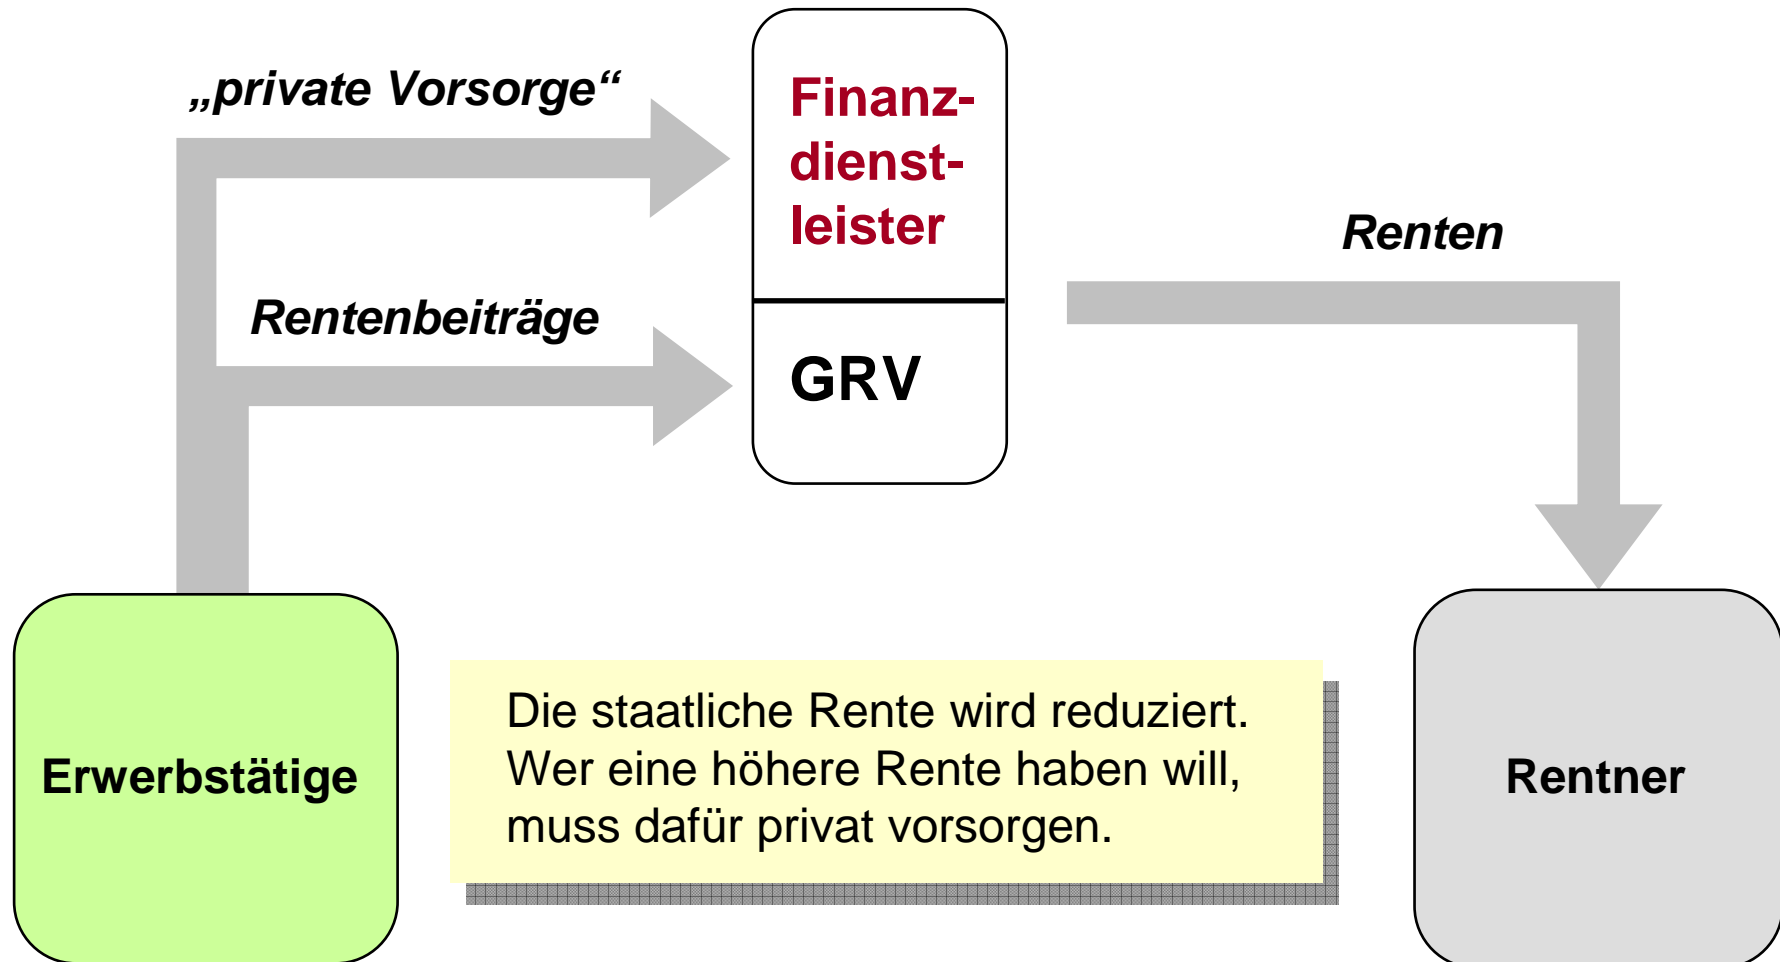 „private Vorsorge“
Finanz-
dienst-
leister
Renten
Rentenbeiträge
GRV
Erwerbstätige
Die staatliche Rente wird reduziert.
Wer eine höhere Rente haben will,
muss dafür privat vorsorgen.
Rentner